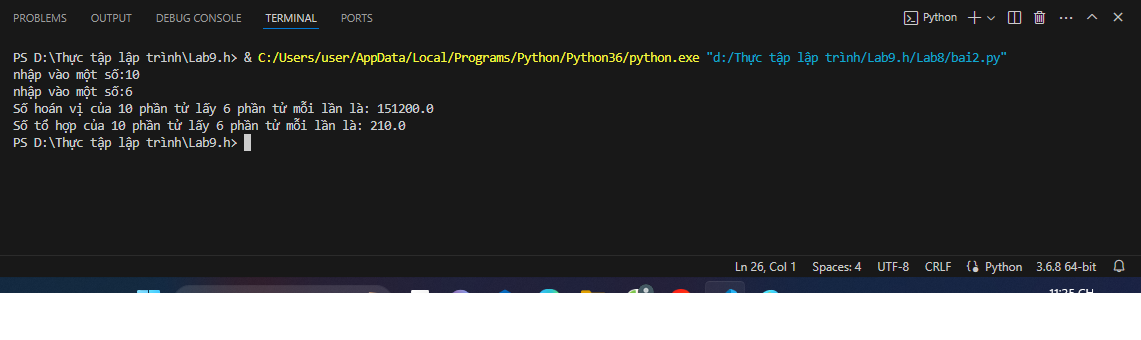 PROBLEMS OUTPUT DEBUG CONSOLE TERMINAL PORTS Python
PS D:\Thực tập lập trình\Lab9.h> & C:/Users/user/AppData/Local/Programs/Python/Python36/python.exe "d:/Thực tập lập trình/Lab9.h/Lab8/bai2.py"
nhập vào một số:10
nhập vào một số:6
Số hoán vị của 10 phần tử lấy 6 phần tử mỗi lần là: 151200.0
Số tổ hợp của 10 phần tử lấy 6 phần tử mỗi lần là: 210.0
PS D:\Thực tập lập trình\Lab9.h>
Ln 26, Col 1 Spaces: 4 UTF-8 CRLF Python 3.6.8 64-bit